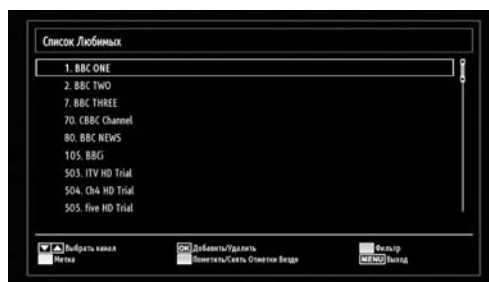 Список Любимых
1. BBC ONE
2. BBC TWO
7. BBC THREE
70. CBBC Channel
80. BBC NEWS
105. BBCi
503. ITV HD Trial
504. Ch4 HD Trial
505. five HD Trial
Выбрать канал OK Добавить/Удалить Фильтр
Метка Пометить/Снять Отметки Везде MENU Выход